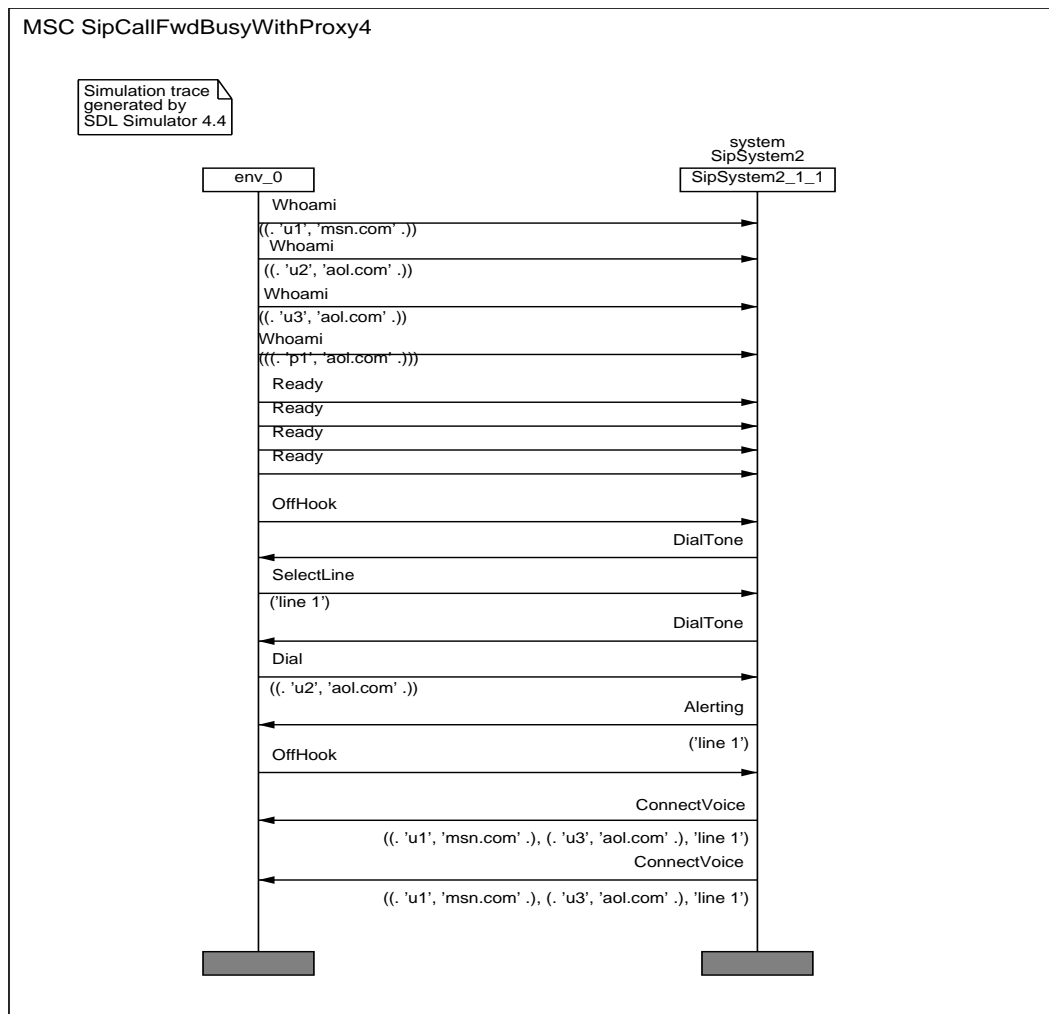 MSC SipCallFwdBusyWithProxy4
Simulation trace
generated by
SDL Simulator 4.4
system
SipSystem2
env_0
SipSystem2_1_1
Whoami
((. 'u1', 'msn.com' .))
Whoami
((. 'u2', 'aol.com' .))
Whoami
((. 'u3', 'aol.com' .))
Whoami
(((. 'p1', 'aol.com' .)))
Ready
Ready
Ready
Ready
OffHook
DialTone
SelectLine
('line 1')
DialTone
Dial
((. 'u2', 'aol.com' .))
Alerting
('line 1')
OffHook
ConnectVoice
((. 'u1', 'msn.com' .), (. 'u3', 'aol.com' .), 'line 1')
ConnectVoice
((. 'u1', 'msn.com' .), (. 'u3', 'aol.com' .), 'line 1')